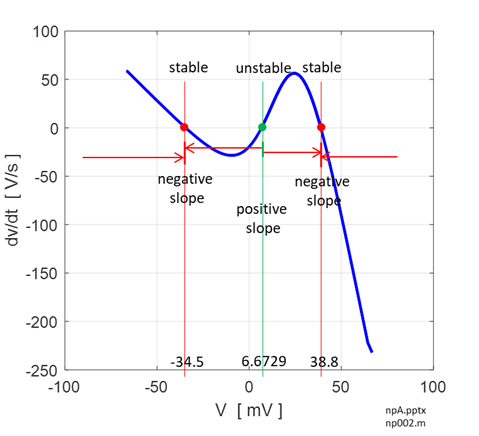 100
stable
unstable
stable
50
0
-50
negative
slope
negative
slope
positive
slope
-100
-150
-200
-34.5
6.6729
38.8
-250
-100
-50
0
50
100
dv/dt [ V/s ]
V [ mV ]
npA.pptx
np002.m